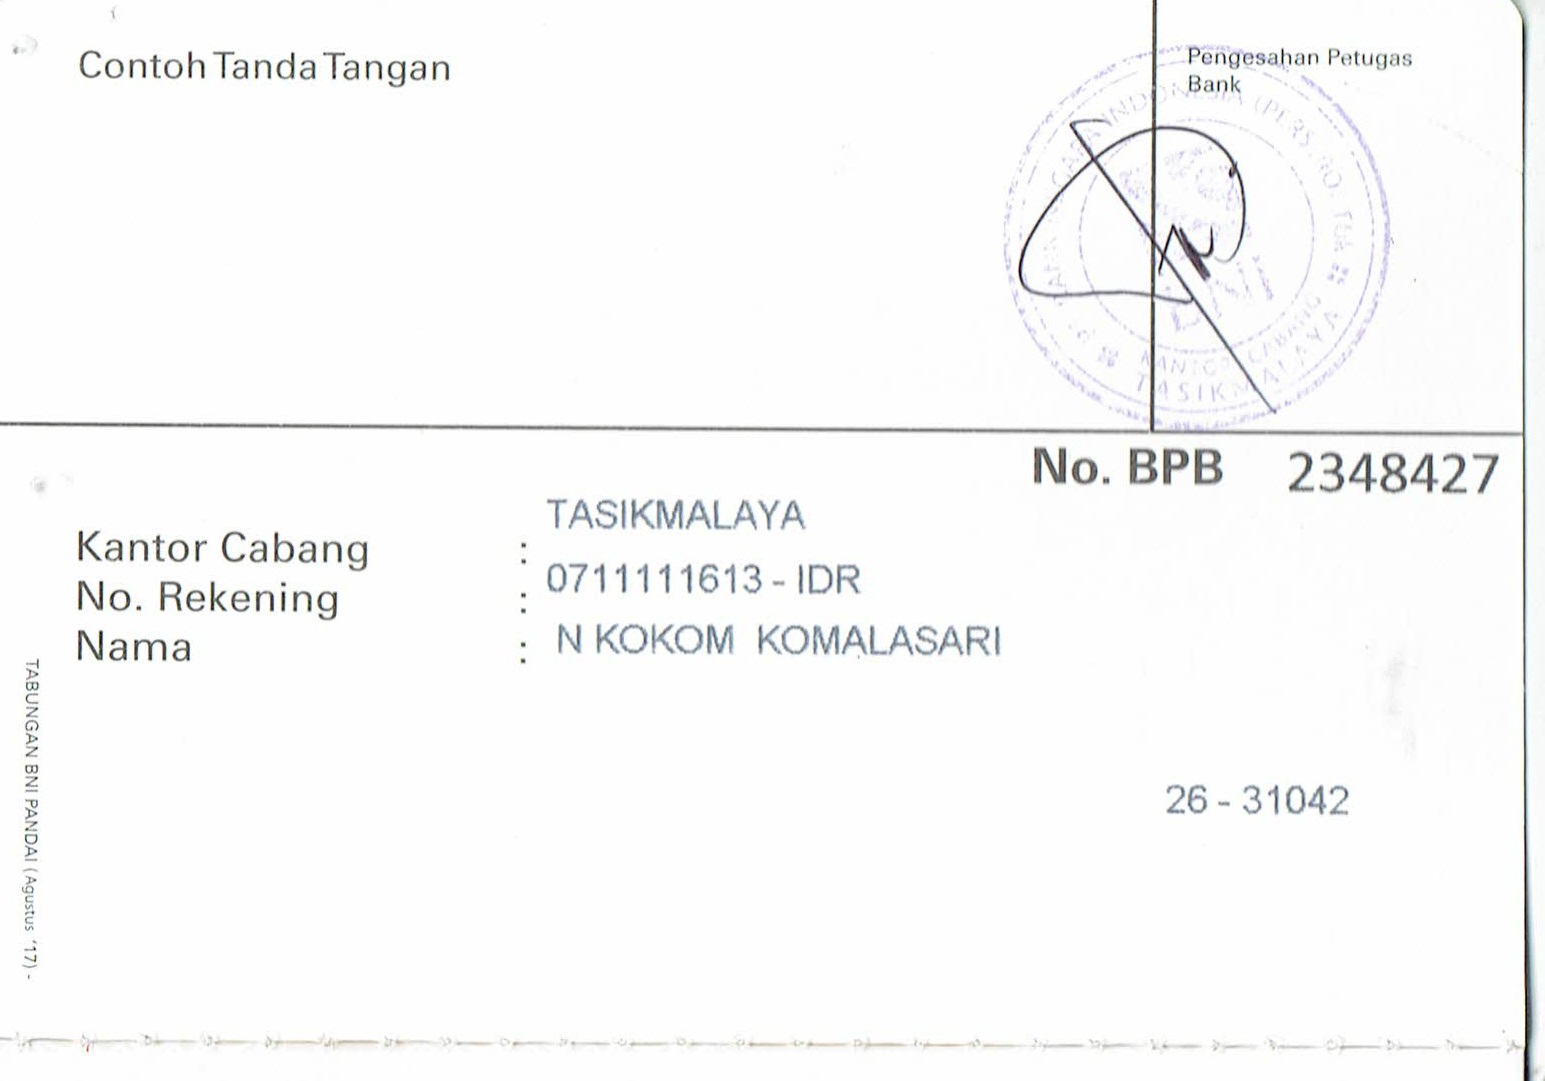 Contoh Tanda Tangan
Pengesahan Petugas
Bank
INDONESIA (PERSERO) Tbk
KANTOR CABANG
TASIKMALAYA
No. BPB 2348427
Kantor Cabang : TASIKMALAYA
No. Rekening : 0711111613 - IDR
Nama : N KOKOM KOMALASARI
26 - 31042
TABUNGAN BNI PANDAI ( Agustus '17) -